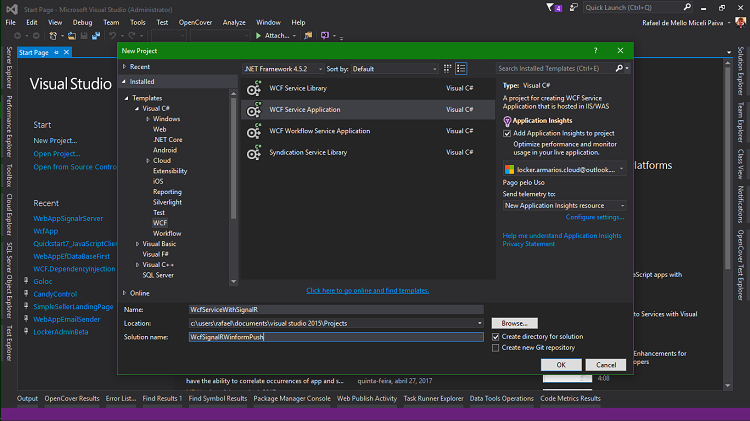 Start Page - Microsoft Visual Studio (Administrator)
4
Quick Launch (Ctrl+Q)
File Edit View Debug Team Tools Test OpenCover Analyze Window Help
Rafael de Mello Miceli Paiva
Attach...
Server Explorer
Performance Explorer
Toolbox
Cloud Explorer
SQL Server Object Explorer
Test Explorer
Start Page
Visual Studio
Start
New Project...
Open Project...
Open from Source Control
Recent
WebAppSignalrServer
WcfApp
Quickstart7_JavaScriptClien
WebAppEfDataBaseFirst
WCF.DependencyInjection
Goloc
CandyControl
SimpleSellerLandingPage
WebAppEmailSender
LockerAdminBeta
New Project
Recent
Installed
Templates
Visual C#
Windows
Web
.NET Core
Android
Cloud
Extensibility
iOS
Reporting
Silverlight
Test
WCF
Workflow
Visual Basic
Visual F#
Visual C++
SQL Server
Online
.NET Framework 4.5.2 Sort by: Default
Search Installed Templates (Ctrl+E)
WCF Service Library Visual C#
WCF Service Application Visual C#
WCF Workflow Service Application Visual C#
Syndication Service Library Visual C#
Click here to go online and find templates.
Type: Visual C#
A project for creating WCF Service
Application that is hosted in IIS/WAS
Application Insights
Add Application Insights to project
Optimize performance and monitor
usage in your live application.
locker.armarios.cloud@outlook....
Pago pelo Uso
Send telemetry to:
New Application Insights resource
Configure settings...
Help me understand Application Insights
Privacy Statement
Name: WcfServiceWithSignalR
Location: c:\users\rafael\documents\visual studio 2015\Projects
Browse...
Solution name: WcfSignalRWinformPush
Create directory for solution
Create new Git repository
OK Cancel
latforms
aScript apps with
to Services with Visual
Enhancements for
opers
4:08
have the ability to correlate occurrences of app and s...
quinta-feira, abril 27, 2017
Solution Explorer
Team Explorer
Class View
Notifications
Properties
OpenCover Test Explorer
Output OpenCover Results Error List... Find Results 1 Find Symbol Results Package Manager Console Web Publish Activity Task Runner Explorer Data Tools Operations Code Metrics Results